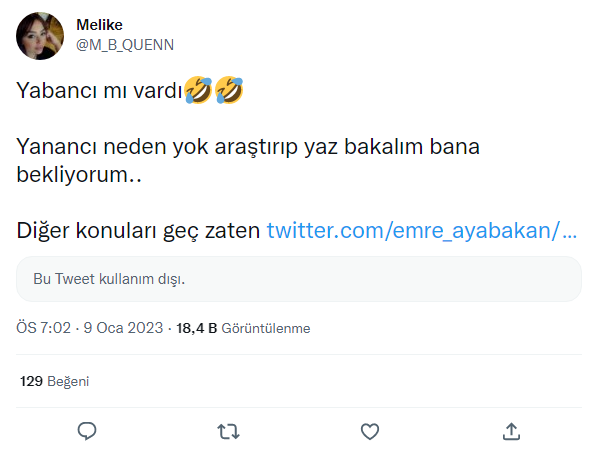 Melike
@M_B_QUENN
Yabancı mı vardı🤣🤣
Yanancı neden yok araştırıp yaz bakalım bana
bekliyorum..
Diğer konuları geç zaten twitter.com/emre_ayabakan/...
Bu Tweet kullanım dışı.
ÖS 7:02 · 9 Oca 2023 · 18,4 B Görüntülenme
129 Beğeni